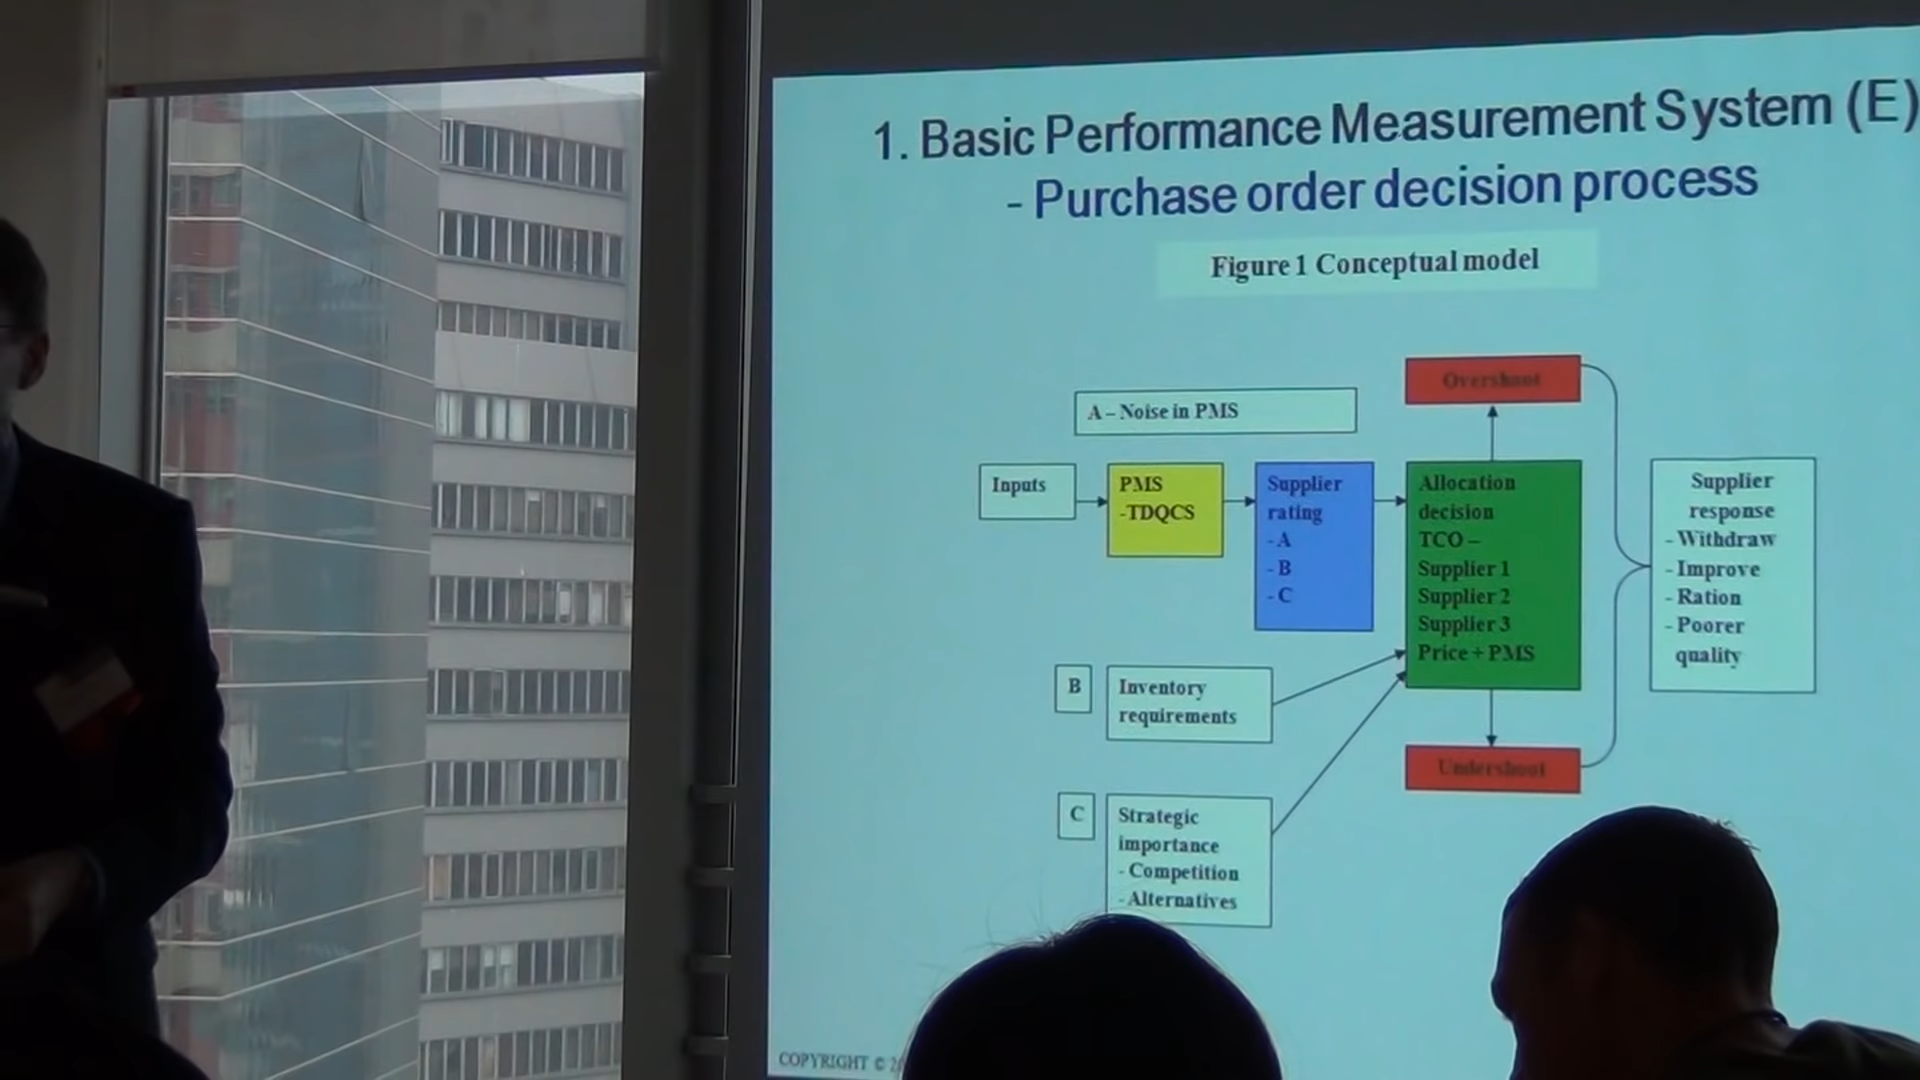 1. Basic Performance Measurement System (E)
- Purchase order decision process
Figure 1 Conceptual model
Overshoot
A – Noise in PMS
Inputs
PMS
-TDQCS
Supplier
rating
- A
- B
- C
Allocation
decision
TCO –
Supplier 1
Supplier 2
Supplier 3
Price + PMS
Supplier
response
- Withdraw
- Improve
- Ration
- Poorer
quality
B
Inventory
requirements
Undershoot
C
Strategic
importance
- Competition
- Alternatives
COPYRIGHT ©